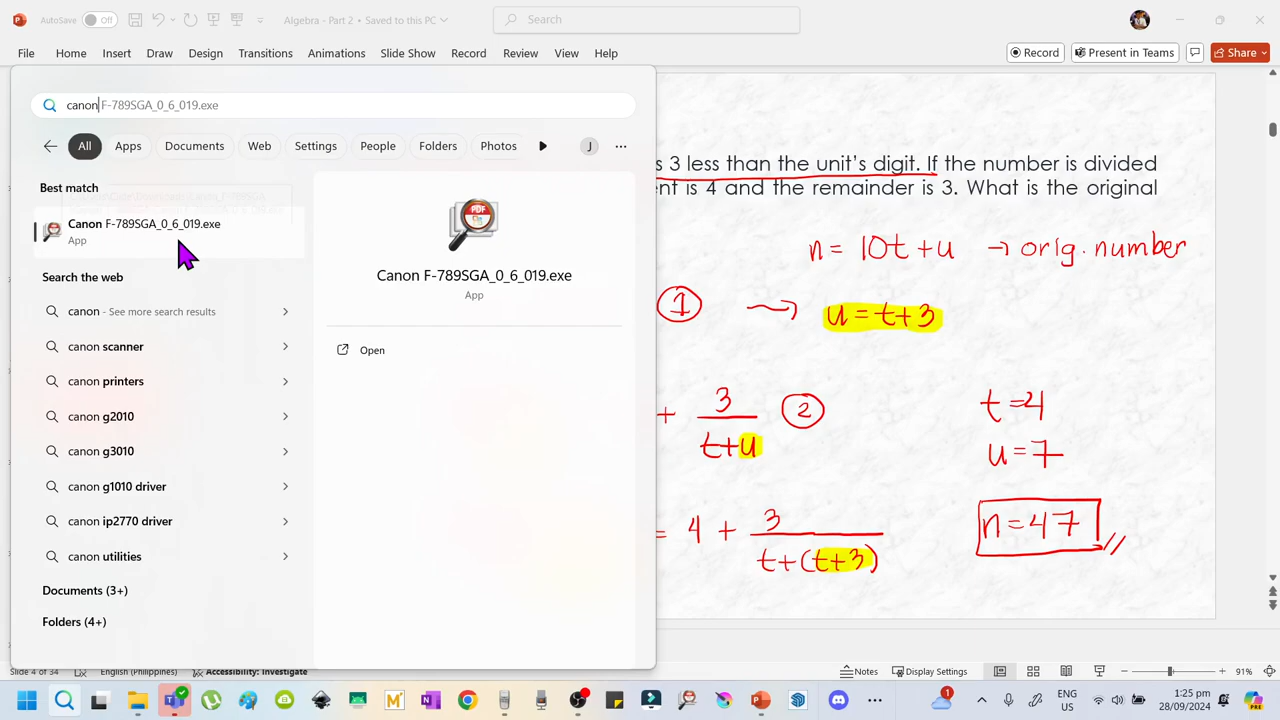 AutoSave Off Algebra - Part 2 • Saved to this PC Search
File Home Insert Draw Design Transitions Animations Slide Show Record Review View Help Record Present in Teams Share
canon F-789SGA_0_6_019.exe
All Apps Documents Web Settings People Folders Photos J
Best match
Canon F-789SGA_0_6_019.exe
App
Search the web
canon - See more search results
canon scanner
canon printers
canon g2010
canon g3010
canon g1010 driver
canon ip2770 driver
canon utilities
Documents (3+)
Folders (4+)
Canon F-789SGA_0_6_019.exe
App
Open
s 3 less than the unit's digit. If the number is divided
ent is 4 and the remainder is 3. What is the original
n = 10t + u → orig. number
1 → u = t+3
+ 3 / t+u 2
t = 4
u = 7
= 4 + 3 / t+(t+3)
n = 47 //
Slide 4 of 34 English (Philippines) Accessibility: Investigate Notes Display Settings 91%
1 ENG US 1:25 pm 28/09/2024
PRE